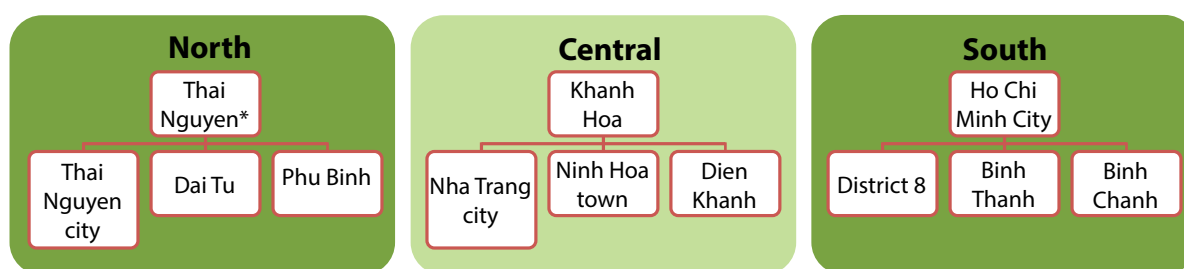 North
Thai
Nguyen*
Thai
Nguyen
city
Dai Tu
Phu Binh
Central
Khanh
Hoa
Nha Trang
city
Ninh Hoa
town
Dien
Khanh
South
Ho Chi
Minh City
District 8
Binh
Thanh
Binh
Chanh